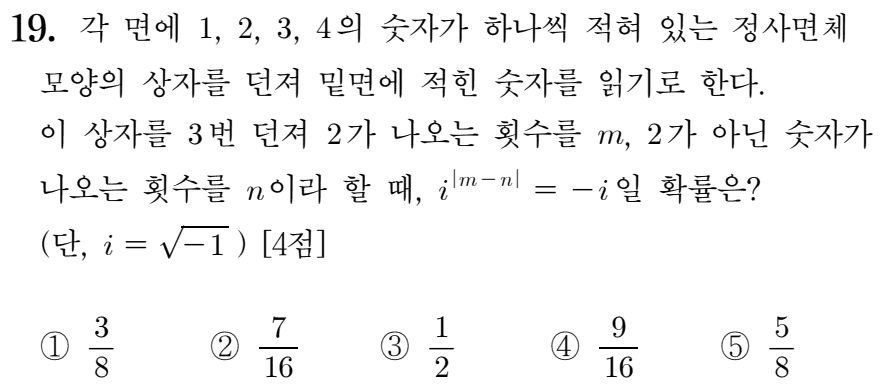 19. 각 면에 1, 2, 3, 4의 숫자가 하나씩 적혀 있는 정사면체
모양의 상자를 던져 밑면에 적힌 숫자를 읽기로 한다.
이 상자를 3번 던져 2가 나오는 횟수를 m, 2가 아닌 숫자가
나오는 횟수를 n이라 할 때, i^{|m-n|} = -i일 확률은?
(단, i = √-1 ) [4점]
① 3/8 ② 7/16 ③ 1/2 ④ 9/16 ⑤ 5/8